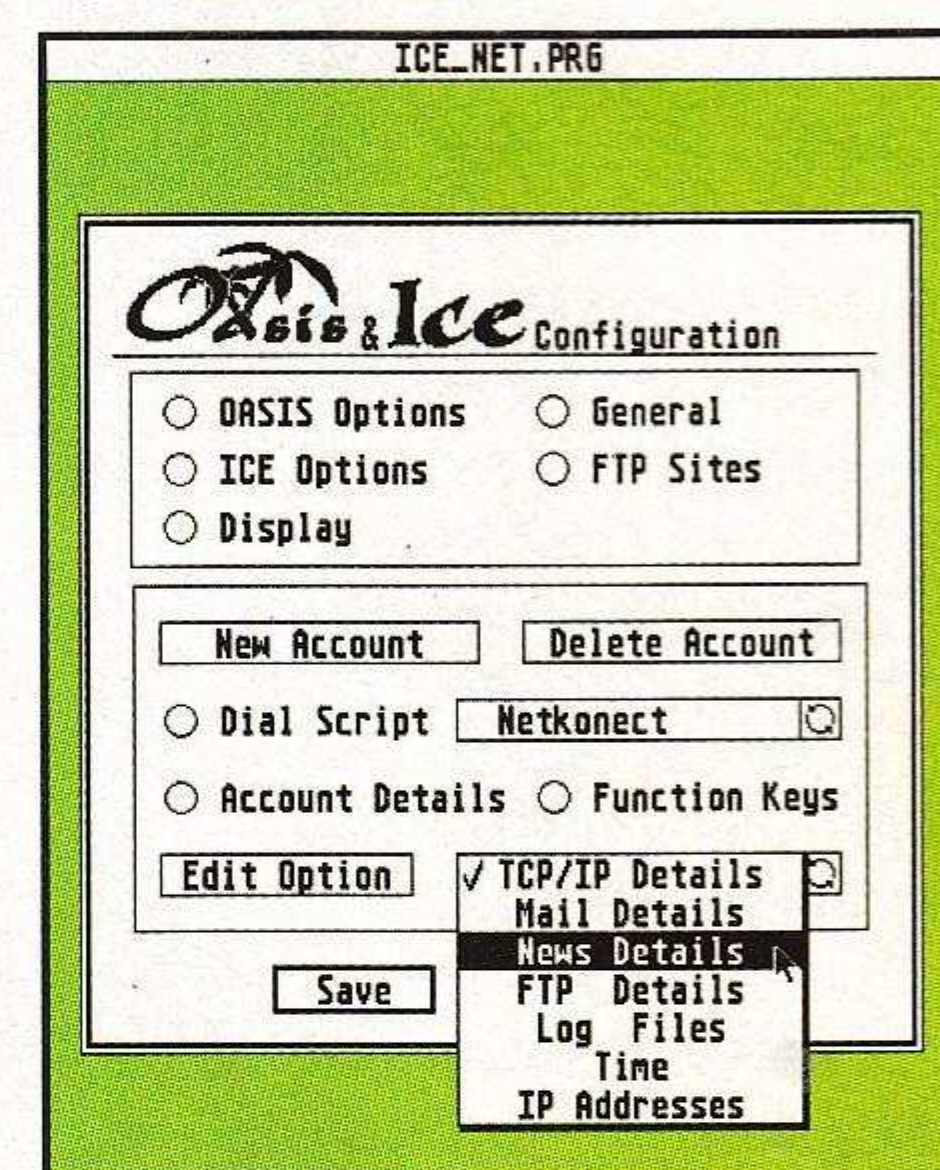 ICE_NET.PRG
Oasis & Ice Configuration
OASIS Options General
ICE Options FTP Sites
Display
New Account Delete Account
Dial Script Netkonect
Account Details Function Keys
Edit Option ✓ TCP/IP Details
Mail Details
News Details
Save FTP Details
Log Files
Time
IP Addresses